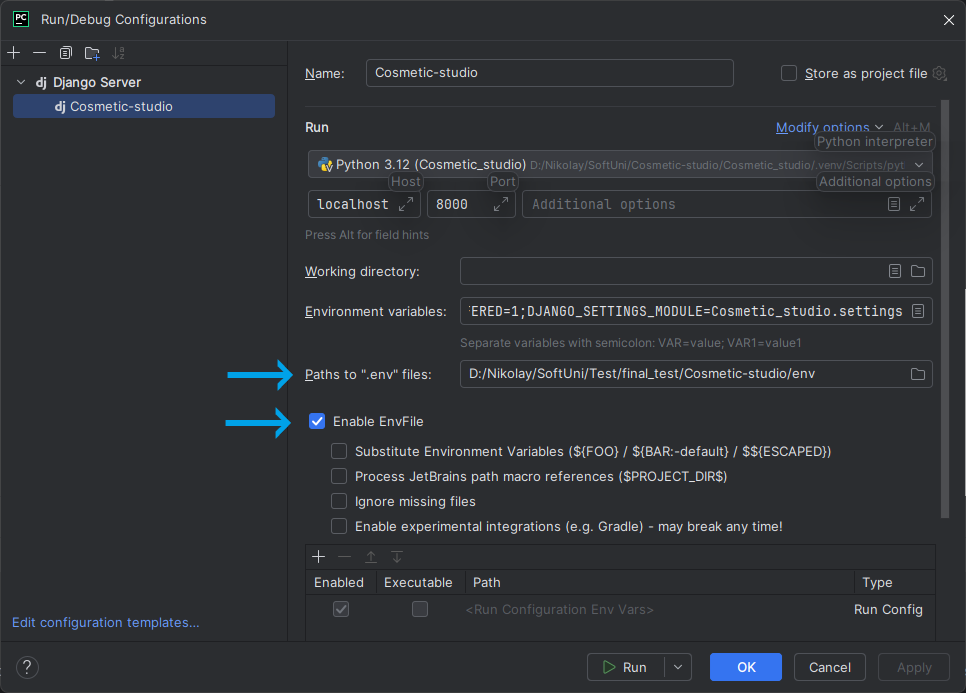 PC Run/Debug Configurations
dj Django Server
dj Cosmetic-studio
Name: Cosmetic-studio Store as project file
Run Modify options Alt+M
Python interpreter
Python 3.12 (Cosmetic_studio) D:/Nikolay/SoftUni/Cosmetic-studio/Cosmetic_studio/.venv/Scripts/pyt
Host Port Additional options
localhost 8000 Additional options
Press Alt for field hints
Working directory:
Environment variables: ERED=1;DJANGO_SETTINGS_MODULE=Cosmetic_studio.settings
Separate variables with semicolon: VAR=value; VAR1=value1
Paths to ".env" files: D:/Nikolay/SoftUni/Test/final_test/Cosmetic-studio/env
Enable EnvFile
Substitute Environment Variables (${FOO} / ${BAR:-default} / $${ESCAPED})
Process JetBrains path macro references ($PROJECT_DIR$)
Ignore missing files
Enable experimental integrations (e.g. Gradle) - may break any time!
Enabled Executable Path Type
<Run Configuration Env Vars> Run Config
Edit configuration templates...
? Run OK Cancel Apply